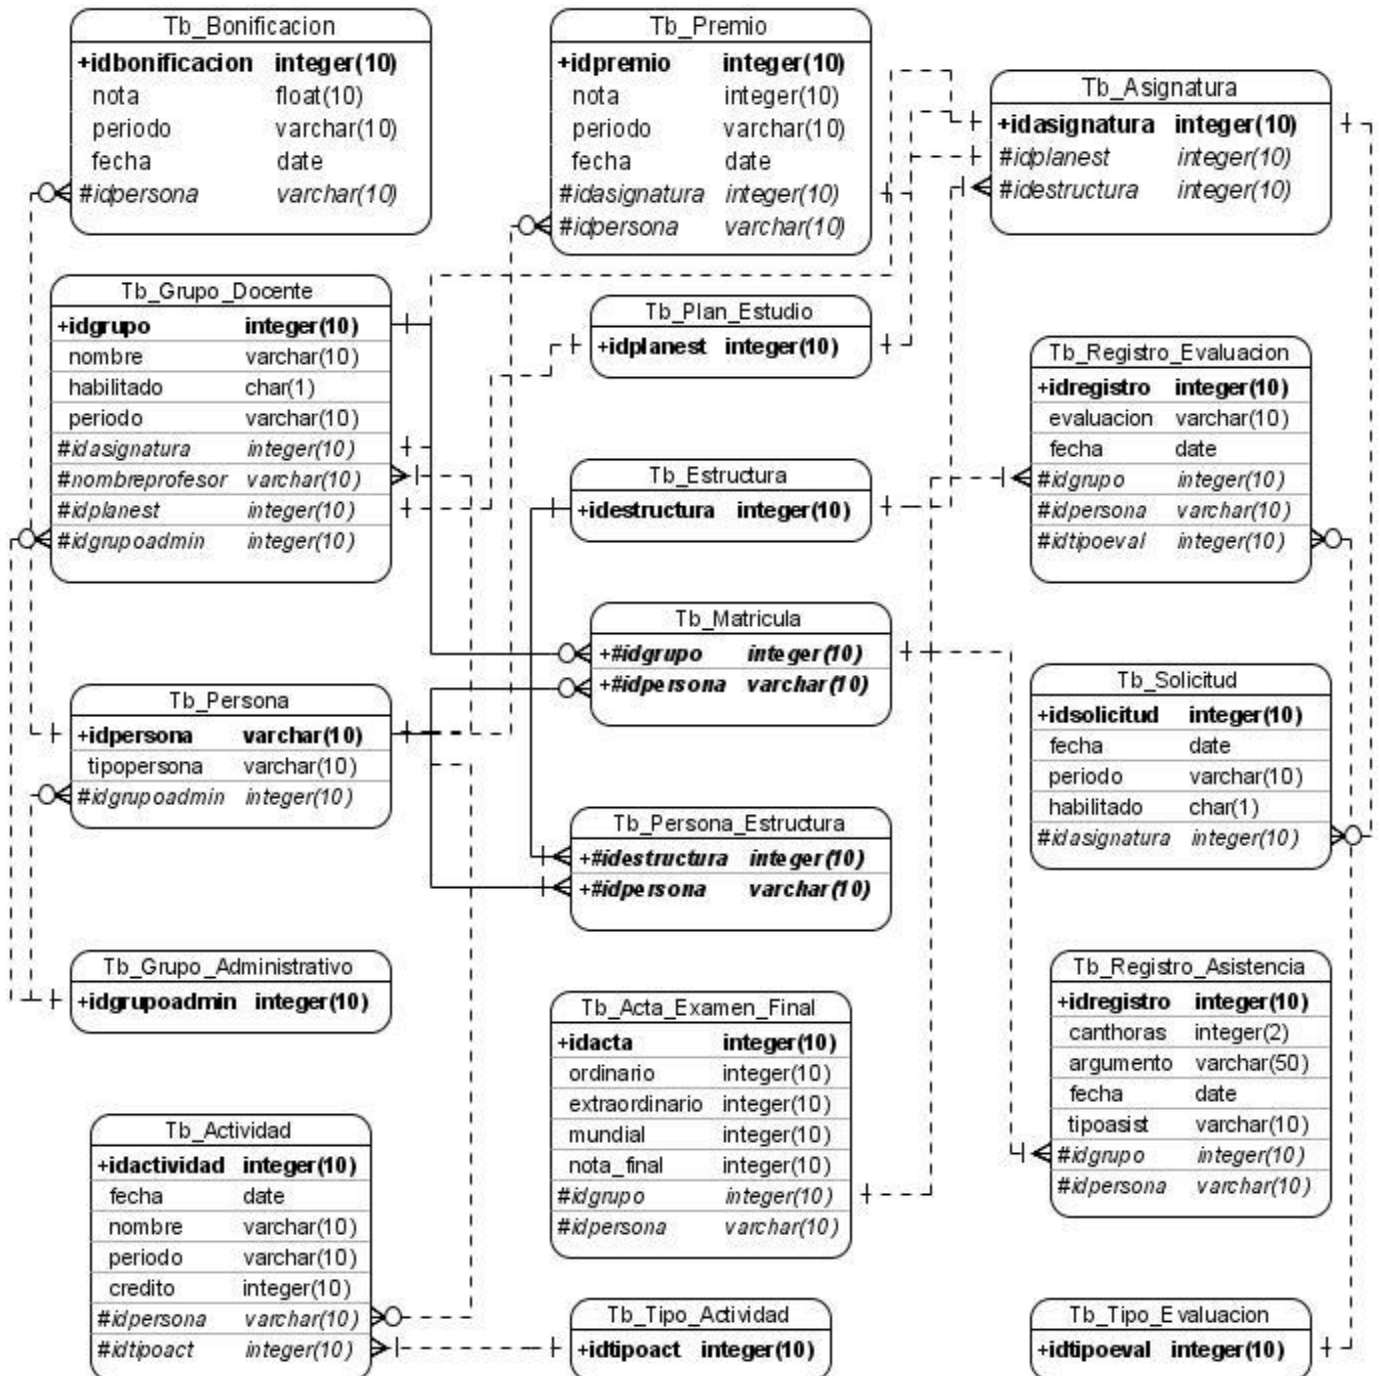 Tb_Bonificacion
+idbonificacion integer(10)
nota float(10)
periodo varchar(10)
fecha date
#idpersona varchar(10)
Tb_Premio
+idpremio integer(10)
nota integer(10)
periodo varchar(10)
fecha date
#idasignatura integer(10)
#idpersona varchar(10)
Tb_Asignatura
+idasignatura integer(10)
#idplanest integer(10)
#idestructura integer(10)
Tb_Grupo_Docente
+idgrupo integer(10)
nombre varchar(10)
habilitado char(1)
periodo varchar(10)
#idasignatura integer(10)
#nombreprofesor varchar(10)
#idplanest integer(10)
#idgrupoadmin integer(10)
Tb_Plan_Estudio
+idplanest integer(10)
Tb_Registro_Evaluacion
+idregistro integer(10)
evaluacion varchar(10)
fecha date
#idgrupo integer(10)
#idpersona varchar(10)
#idtipoeval integer(10)
Tb_Estructura
+idestructura integer(10)
Tb_Matricula
+#idgrupo integer(10)
+#idpersona varchar(10)
Tb_Solicitud
+idsolicitud integer(10)
fecha date
periodo varchar(10)
habilitado char(1)
#idasignatura integer(10)
Tb_Persona
+idpersona varchar(10)
tipopersona varchar(10)
#idgrupoadmin integer(10)
Tb_Persona_Estructura
+#idestructura integer(10)
+#idpersona varchar(10)
Tb_Grupo_Administrativo
+idgrupoadmin integer(10)
Tb_Acta_Examen_Final
+idacta integer(10)
ordinario integer(10)
extraordinario integer(10)
mundial integer(10)
nota_final integer(10)
#idgrupo integer(10)
#idpersona varchar(10)
Tb_Registro_Asistencia
+idregistro integer(10)
canthoras integer(2)
argumento varchar(50)
fecha date
tipoasist varchar(10)
#idgrupo integer(10)
#idpersona varchar(10)
Tb_Actividad
+idactividad integer(10)
fecha date
nombre varchar(10)
periodo varchar(10)
credito integer(10)
#idpersona varchar(10)
#idtipoact integer(10)
Tb_Tipo_Actividad
+idtipoact integer(10)
Tb_Tipo_Evaluacion
+idtipoeval integer(10)